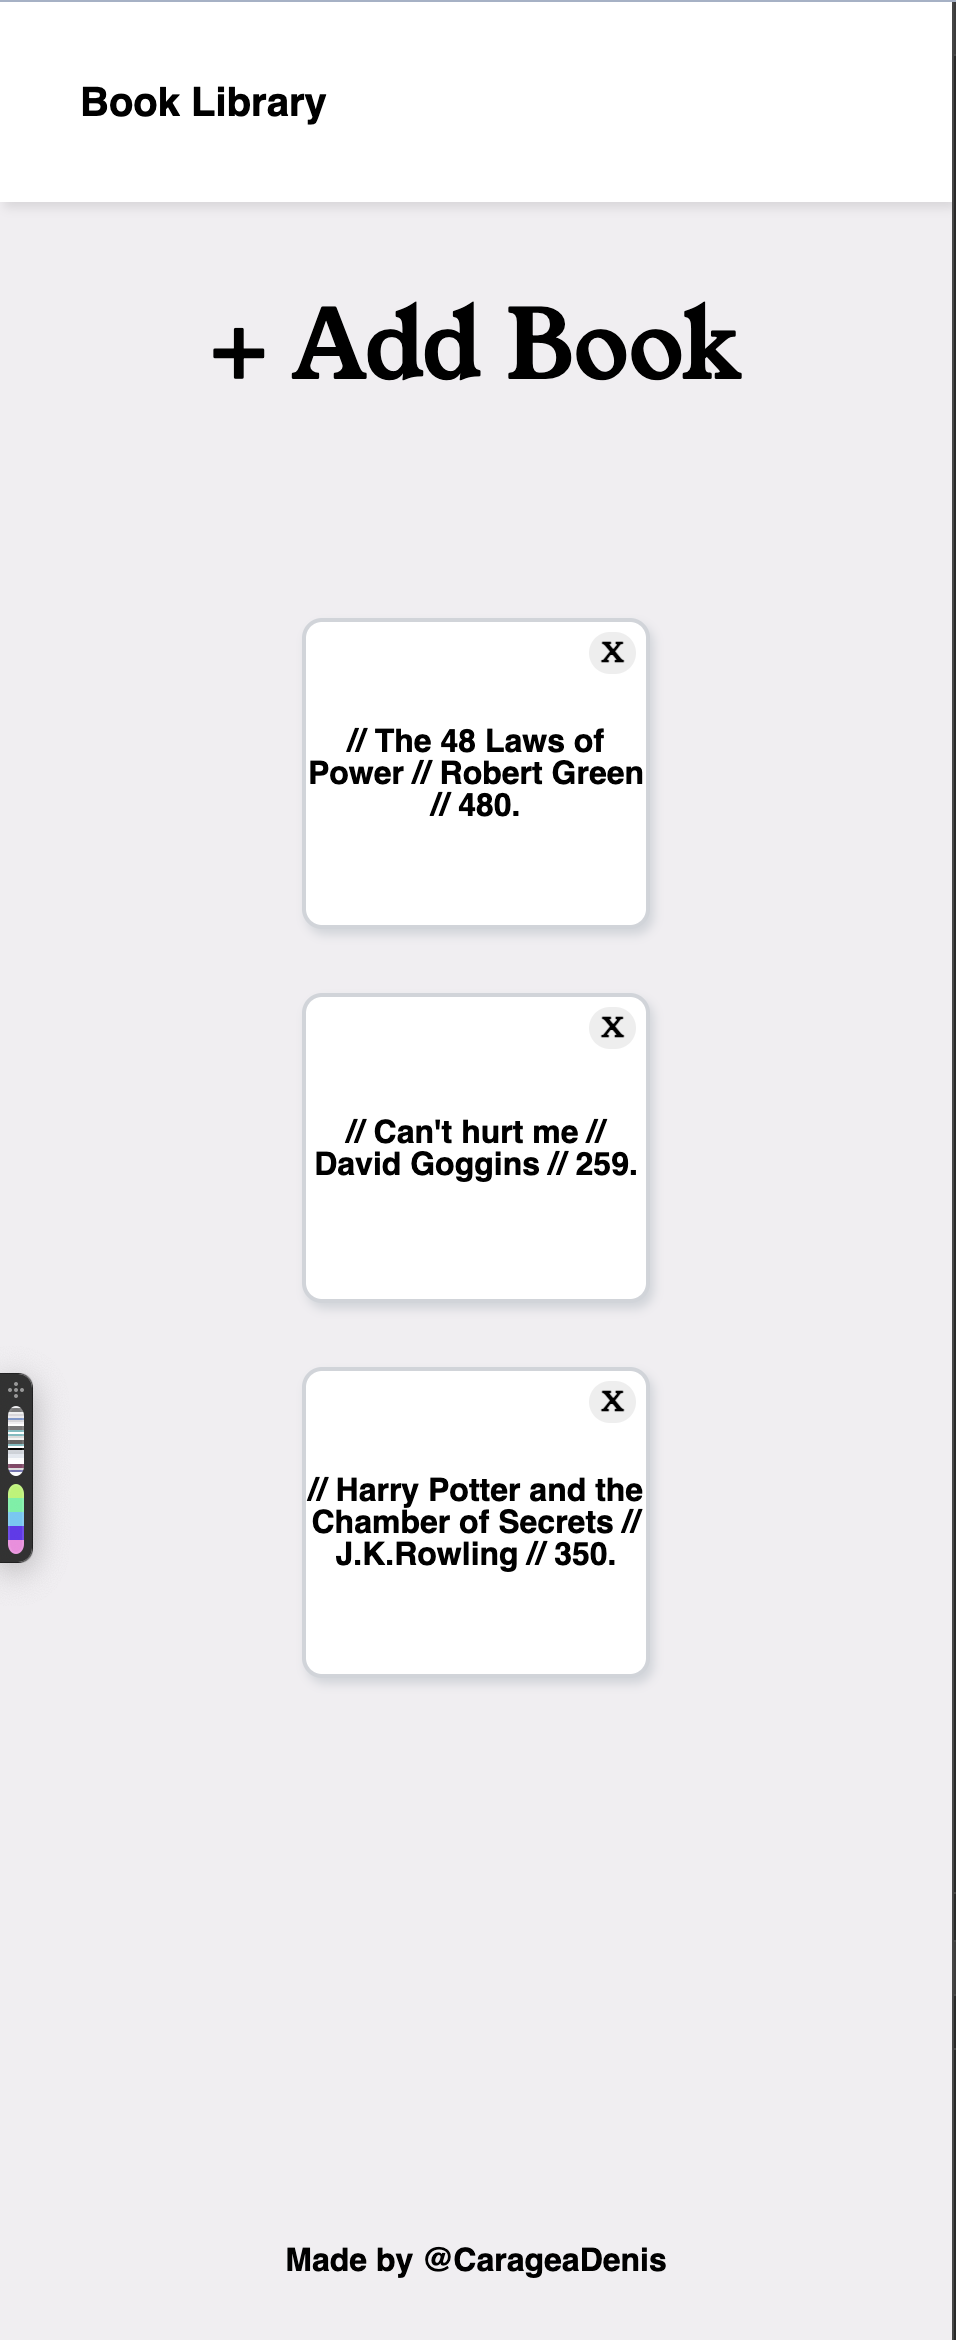 Book Library
+ Add Book
X
// The 48 Laws of
Power // Robert Green
// 480.
X
// Can't hurt me //
David Goggins // 259.
X
// Harry Potter and the
Chamber of Secrets //
J.K.Rowling // 350.
Made by @CarageaDenis